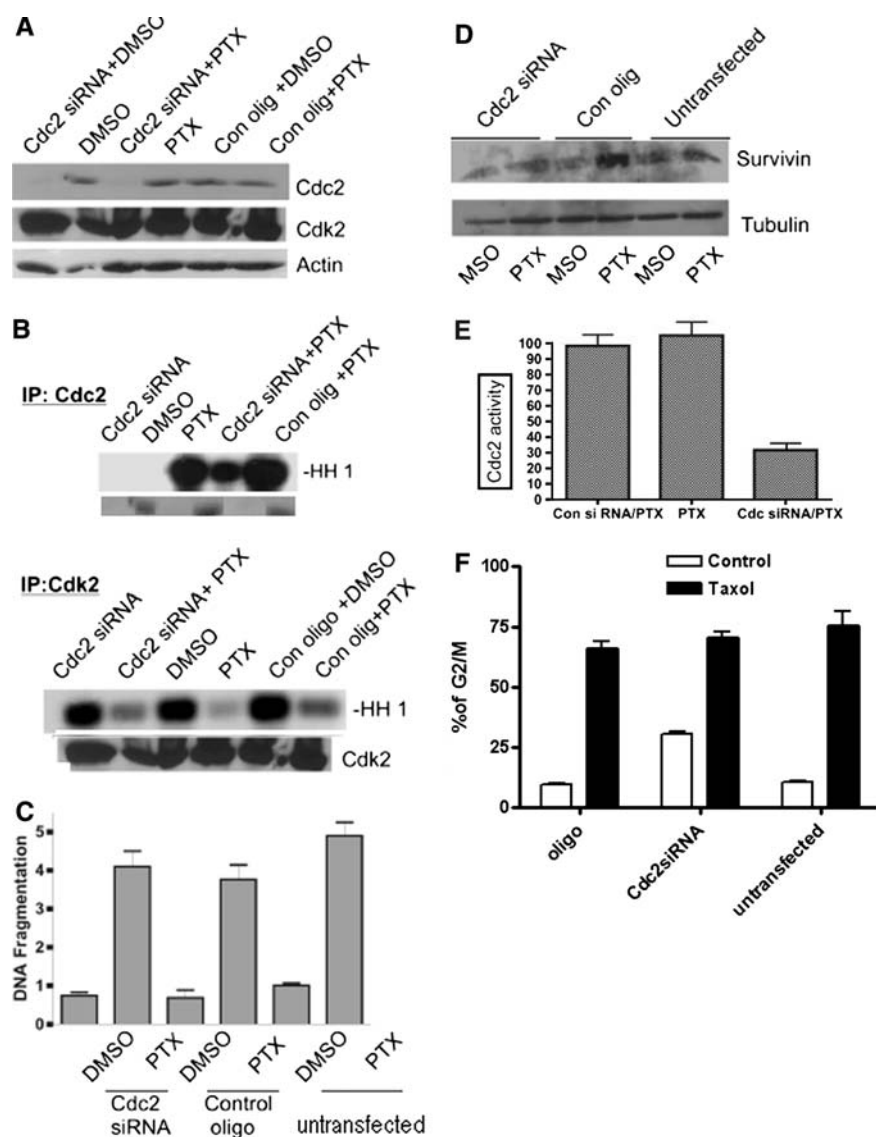 A
Cdc2 siRNA+DMSO
DMSO
Cdc2 siRNA+PTX
PTX
Con olig +DMSO
Con olig+PTX
Cdc2
Cdk2
Actin
B
IP: Cdc2
Cdc2 siRNA
DMSO
PTX
Cdc2 siRNA+PTX
Con olig +PTX
-HH 1
IP:Cdk2
Cdc2 siRNA
Cdc2 siRNA+ PTX
DMSO
PTX
Con oligo +DMSO
Con olig+PTX
-HH 1
Cdk2
C
DNA Fragmentation
5
4
3
2
1
0
DMSO
PTX
DMSO
PTX
DMSO
PTX
Cdc2
siRNA
Control
oligo
untransfected
D
Cdc2 siRNA
Con olig
Untransfected
Survivin
Tubulin
MSO
PTX
MSO
PTX
MSO
PTX
E
Cdc2 activity
100
90
80
70
60
50
40
30
20
10
0
Con si RNA/PTX
PTX
Cdc siRNA/PTX
F
Control
Taxol
%of G2/M
100
75
50
25
0
oligo
Cdc2siRNA
untransfected